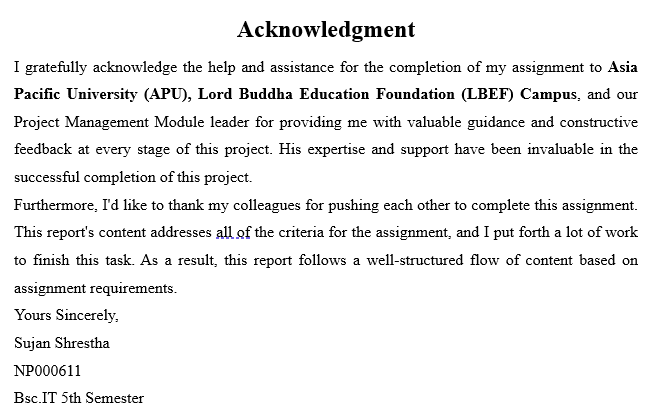 Acknowledgment
I gratefully acknowledge the help and assistance for the completion of my assignment to Asia
Pacific University (APU), Lord Buddha Education Foundation (LBEF) Campus, and our
Project Management Module leader for providing me with valuable guidance and constructive
feedback at every stage of this project. His expertise and support have been invaluable in the
successful completion of this project.
Furthermore, I'd like to thank my colleagues for pushing each other to complete this assignment.
This report's content addresses all of the criteria for the assignment, and I put forth a lot of work
to finish this task. As a result, this report follows a well-structured flow of content based on
assignment requirements.
Yours Sincerely,
Sujan Shrestha
NP000611
Bsc.IT 5th Semester